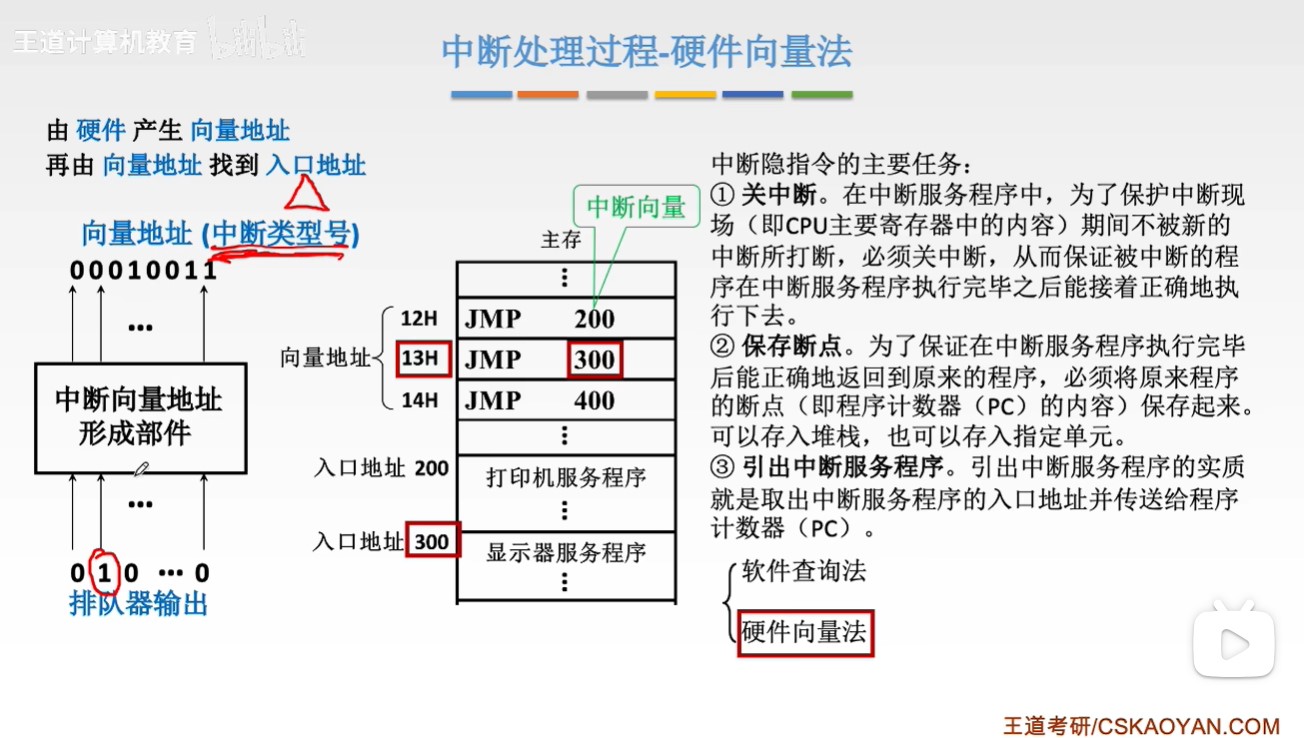 王道计算机教育 bilibili
中断处理过程-硬件向量法
由 硬件 产生 向量地址
再由 向量地址 找到 入口地址
向量地址 (中断类型号)
00010011
…
中断向量地址
形成部件
…
0 1 0 … 0
排队器输出
中断向量
主存
⋮
向量地址
12H JMP 200
13H JMP 300
14H JMP 400
⋮
入口地址 200 打印机服务程序
⋮
入口地址 300 显示器服务程序
⋮
中断隐指令的主要任务：
① 关中断。在中断服务程序中，为了保护中断现
场（即CPU主要寄存器中的内容）期间不被新的
中断所打断，必须关中断，从而保证被中断的程
序在中断服务程序执行完毕之后能接着正确地执
行下去。
② 保存断点。为了保证在中断服务程序执行完毕
后能正确地返回到原来的程序，必须将原来程序
的断点（即程序计数器（PC）的内容）保存起来。
可以存入堆栈，也可以存入指定单元。
③ 引出中断服务程序。引出中断服务程序的实质
就是取出中断服务程序的入口地址并传送给程序
计数器（PC）。
软件查询法
硬件向量法
王道考研/CSKAOYAN.COM